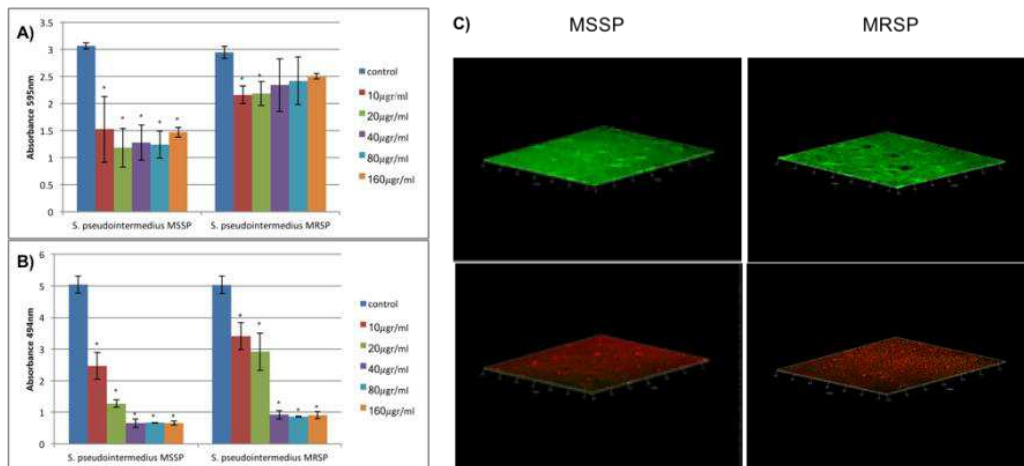 A)
3.5
3
2.5
2
1.5
1
0.5
0
Absorbance 595nm
* * * * *
* *
S. pseudointermedius MSSP S. pseudointermedius MRSP
control
10µgr/ml
20µgr/ml
40µgr/ml
80µgr/ml
160µgr/ml
B)
6
5
4
3
2
1
0
Absorbance 494nm
* * * * *
* * * * *
S. pseudointermedius MSSP S. pseudointermedius MRSP
control
10µgr/ml
20µgr/ml
40µgr/ml
80µgr/ml
160µgr/ml
C) MSSP MRSP